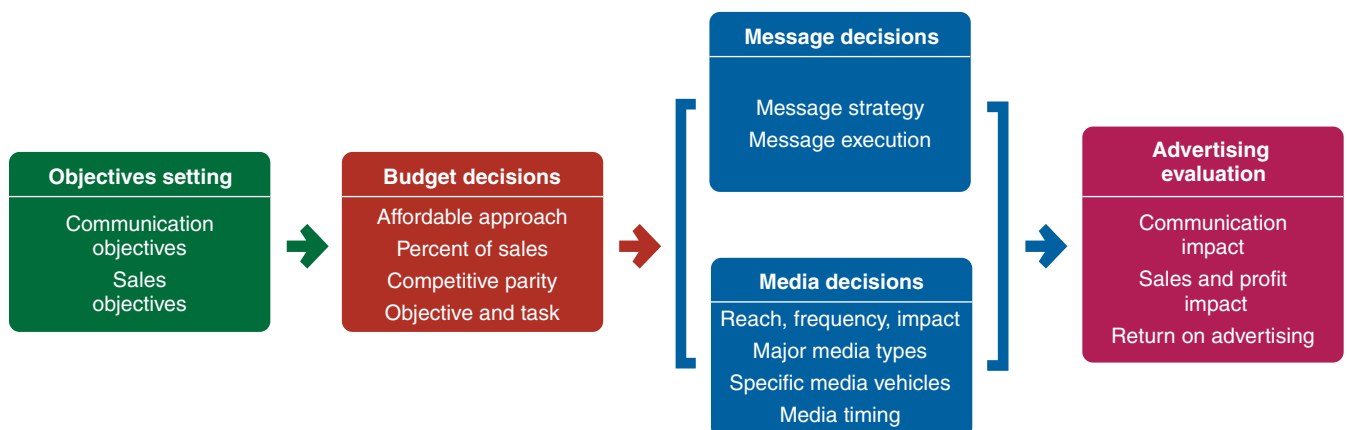 Objectives setting
Communication
objectives
Sales
objectives
Budget decisions
Affordable approach
Percent of sales
Competitive parity
Objective and task
Message decisions
Message strategy
Message execution
Media decisions
Reach, frequency, impact
Major media types
Specific media vehicles
Media timing
Advertising
evaluation
Communication
impact
Sales and profit
impact
Return on advertising